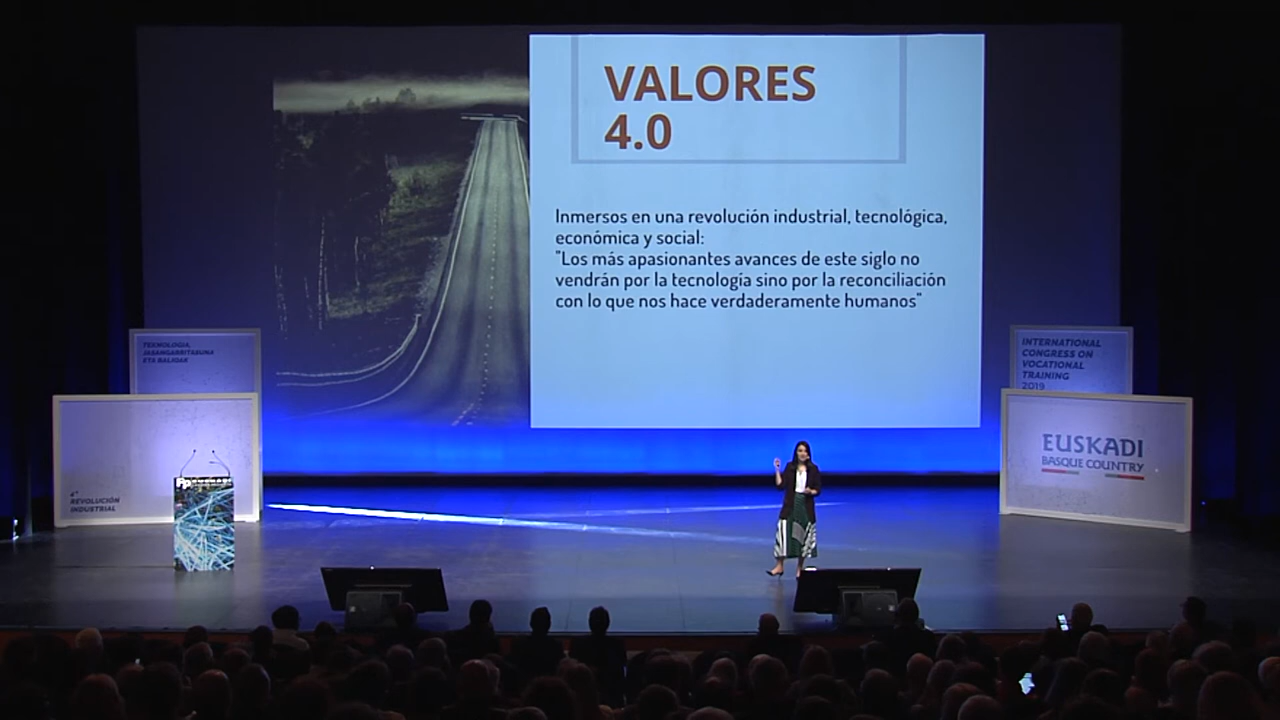 VALORES
4.0
Inmersos en una revolución industrial, tecnológica,
económica y social:
"Los más apasionantes avances de este siglo no
vendrán por la tecnología sino por la reconciliación
con lo que nos hace verdaderamente humanos"
TEKNOLOGIA,
JASANGARRITASUNA
ETA BALIOAK
INTERNATIONAL
CONGRESS ON
VOCATIONAL
TRAINING
2019
EUSKADI
BASQUE COUNTRY
4ª
REVOLUCIÓN
INDUSTRIAL
Fp EUSKADI